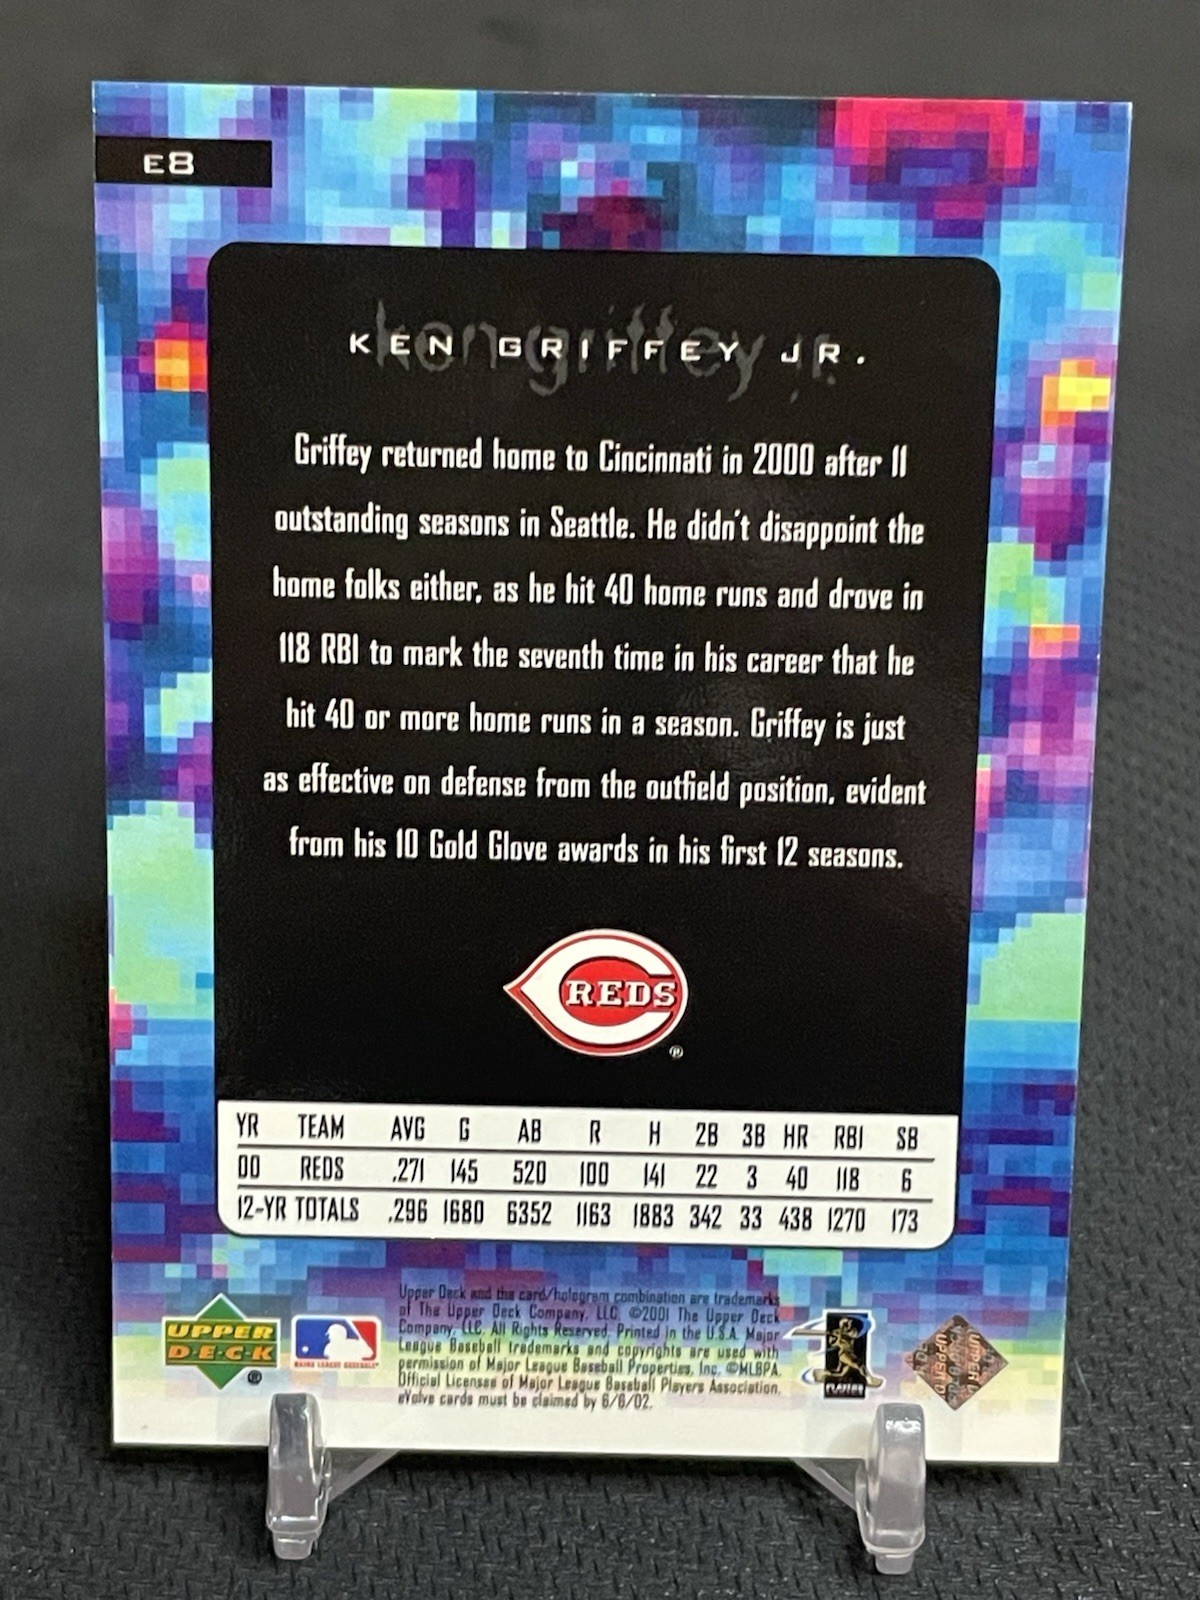 E8
KEN GRIFFEY JR.
ken griffey jr.
Griffey returned home to Cincinnati in 2000 after 11
outstanding seasons in Seattle. He didn't disappoint the
home folks either, as he hit 40 home runs and drove in
118 RBI to mark the seventh time in his career that he
hit 40 or more home runs in a season. Griffey is just
as effective on defense from the outfield position, evident
from his 10 Gold Glove awards in his first 12 seasons.
REDS
®
YR TEAM AVG G AB R H 2B 3B HR RBI SB
00 REDS .271 145 520 100 141 22 3 40 118 6
12-YR TOTALS .296 1680 6352 1163 1883 342 33 438 1270 173
Upper Deck and the card/hologram combination are trademarks
of The Upper Deck Company, LLC. ©2001 The Upper Deck
Company, LLC. All Rights Reserved. Printed in the U.S.A. Major
League Baseball trademarks and copyrights are used with
permission of Major League Baseball Properties, Inc. ©MLBPA
Official Licensee of Major League Baseball Players Association.
eVolve cards must be claimed by 6/6/02.
UPPER
DECK
®
MAJOR LEAGUE BASEBALL